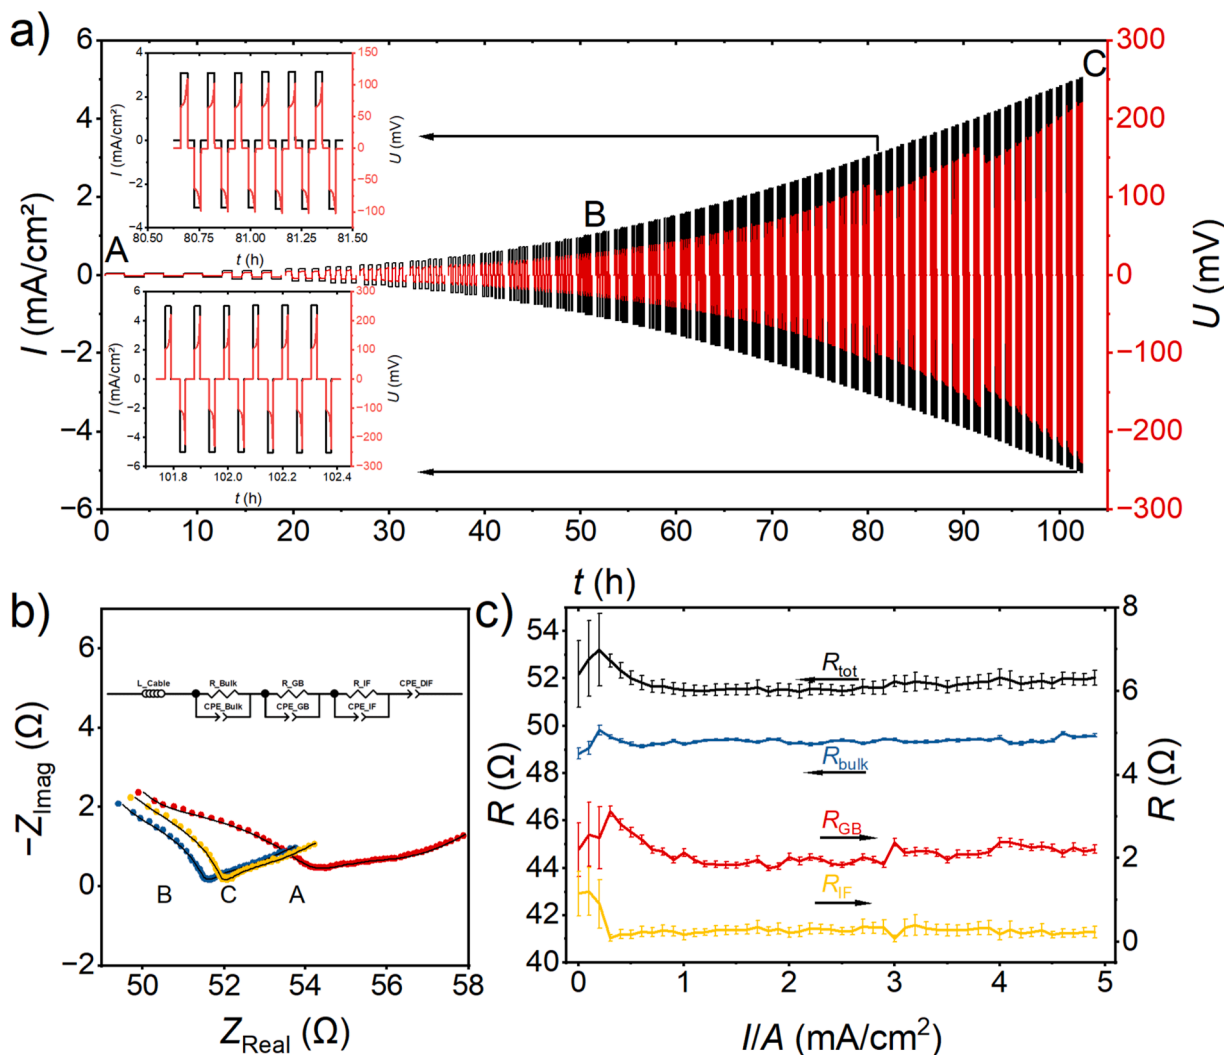 a)
6
4
2
0
−2
−4
−6
I (mA/cm²)
300
200
100
0
−100
−200
−300
U (mV)
0 10 20 30 40 50 60 70 80 90 100
t (h)
A
B
C
4
2
0
−2
−4
I (mA/cm²)
150
100
50
0
−50
−100
U (mV)
80.50 80.75 81.00 81.25 81.50
t (h)
6
4
2
0
−2
−4
−6
I (mA/cm²)
300
200
100
0
−100
−200
−300
U (mV)
101.8 102.0 102.2 102.4
t (h)
b)
6
4
2
0
−2
−Z_Imag (Ω)
L_Cable R_Bulk R_GB R_IF CPE_DIF
CPE_Bulk CPE_GB CPE_IF
B C A
50 52 54 56 58
Z_Real (Ω)
c)
54
52
50
48
46
44
42
40
R (Ω)
R_tot
R_bulk
R_GB
R_IF
8
6
4
2
0
R (Ω)
0 1 2 3 4 5
I/A (mA/cm²)